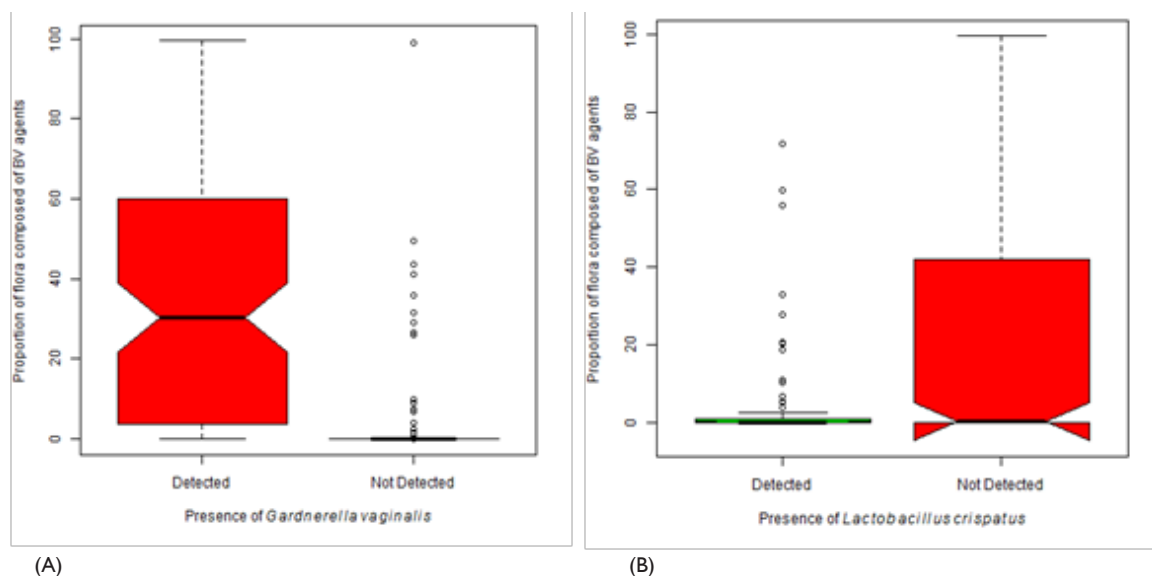 Proportion of flora composed of BV agents
100
80
60
40
20
0
Detected
Not Detected
Presence of Gardnerella vaginalis
(A)
Proportion of flora composed of BV agents
100
80
60
40
20
0
Detected
Not Detected
Presence of Lactobacillus crispatus
(B)